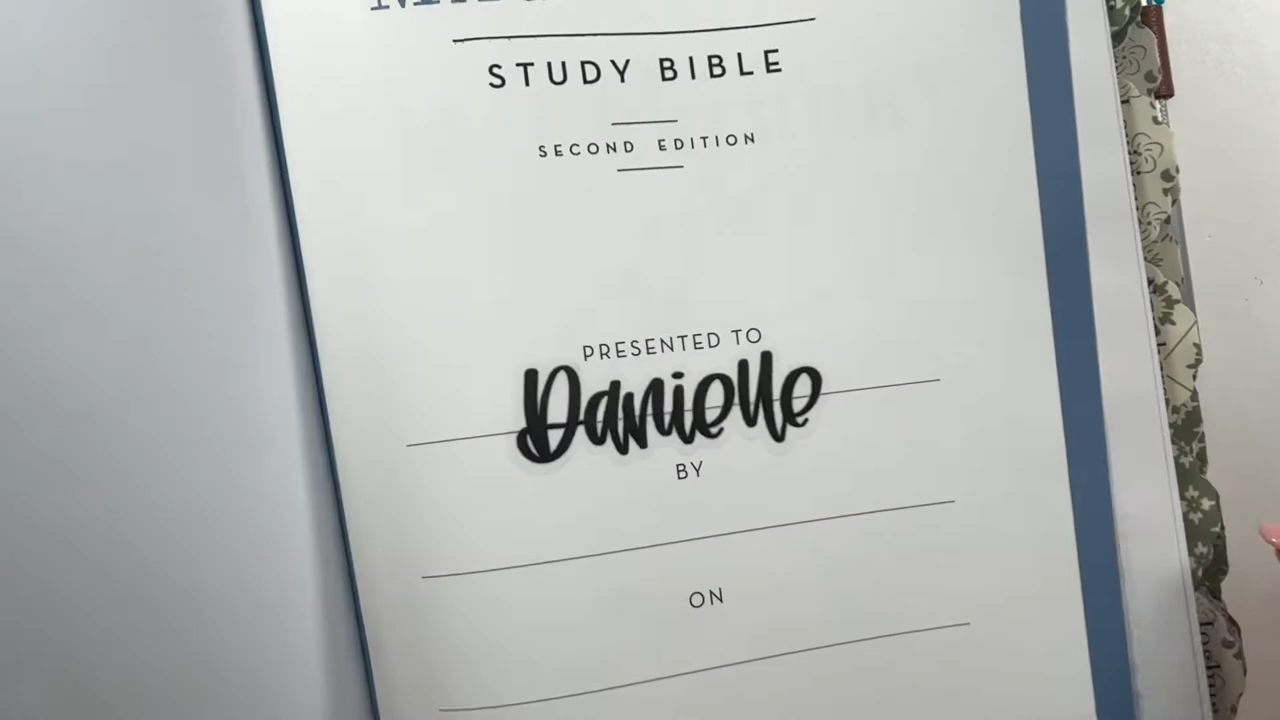 STUDY BIBLE
SECOND EDITION
PRESENTED TO
Danielle
BY
ON